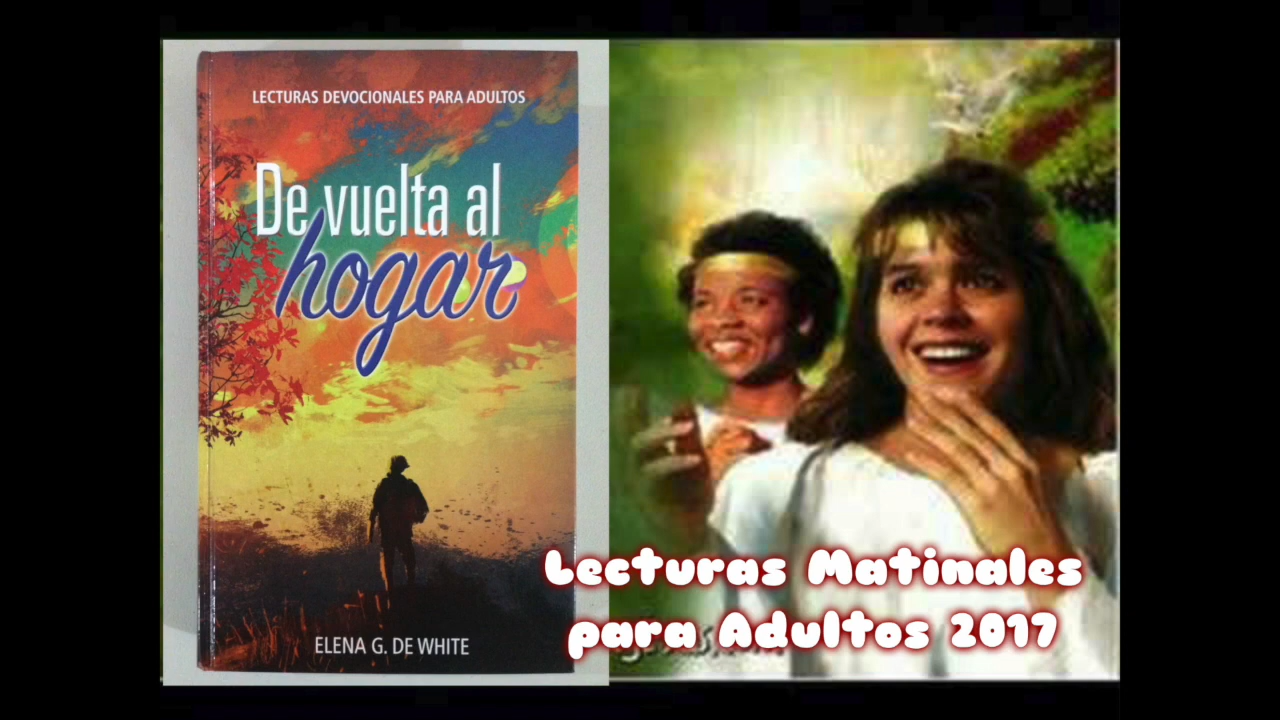 LECTURAS DEVOCIONALES PARA ADULTOS
De vuelta al
hogar
ELENA G. DE WHITE
Lecturas Matinales
para Adultos 2017